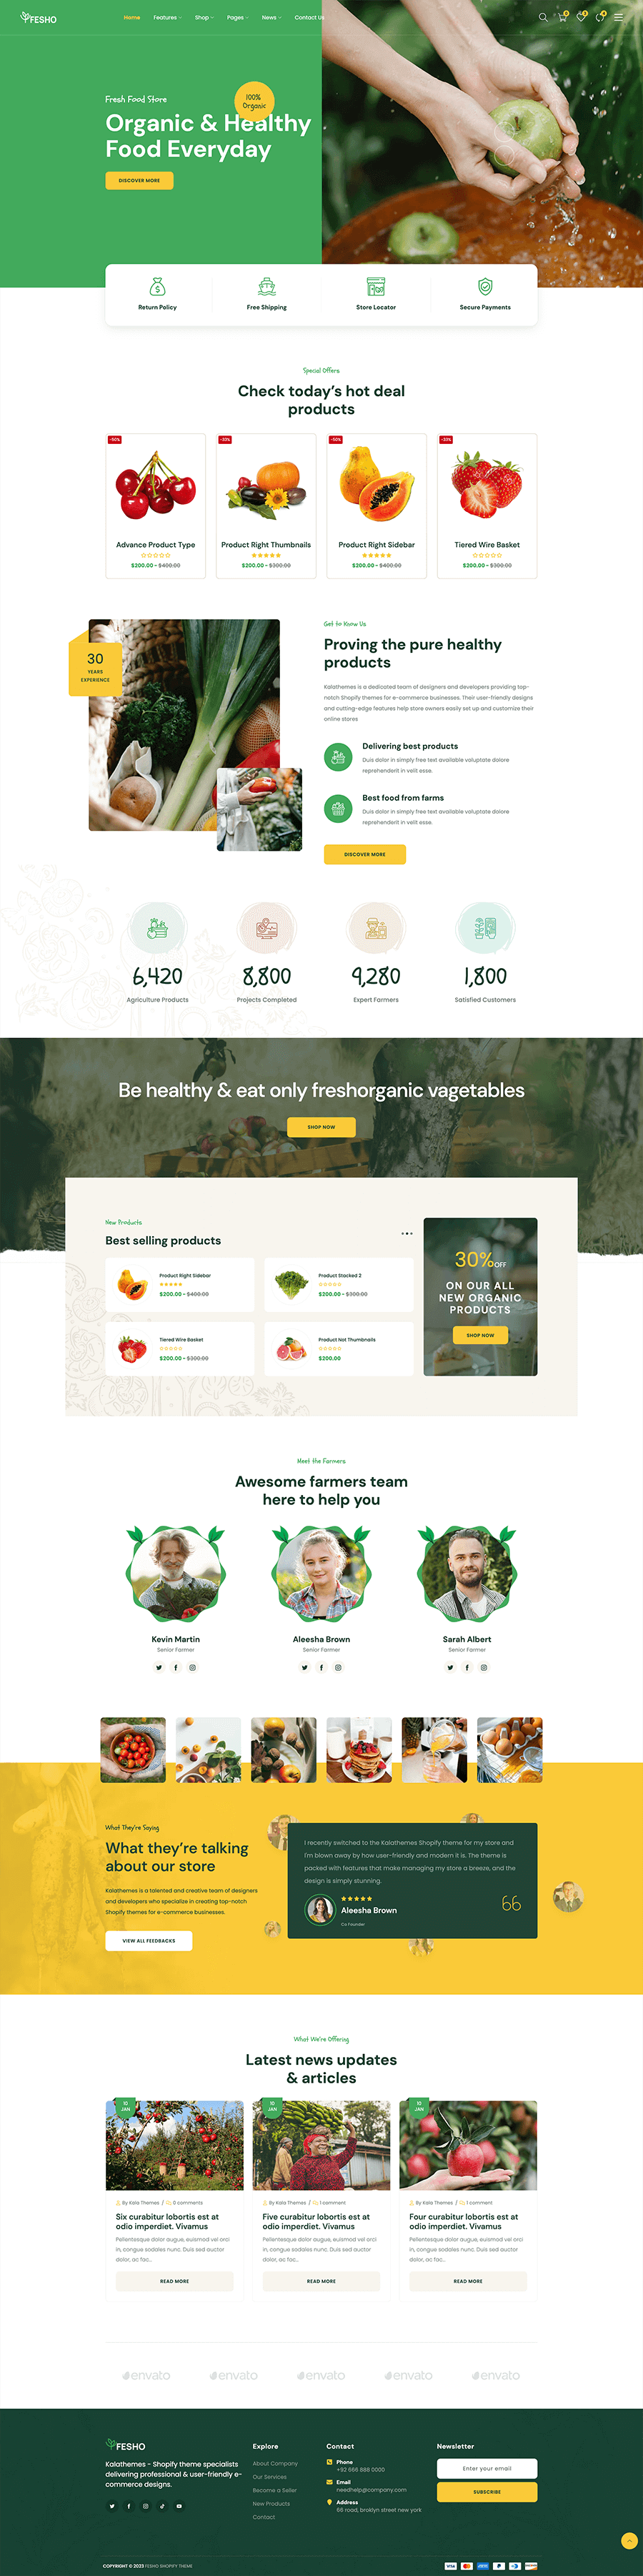 FESHO
Home Features Shop Pages News Contact Us
0 0 0
Fresh Food Store
100%
Organic
Organic & Healthy
Food Everyday
DISCOVER MORE
Return Policy
Free Shipping
Store Locator
Secure Payments
Special Offers
Check today's hot deal
products
-50%
Advance Product Type
$200.00 - $400.00
-33%
Product Right Thumbnails
$200.00 - $300.00
-50%
Product Right Sidebar
$200.00 - $400.00
-33%
Tiered Wire Basket
$200.00 - $300.00
30
YEARS
EXPERIENCE
Get to Know Us
Proving the pure healthy
products
Kalathemes is a dedicated team of designers and developers providing top-
notch Shopify themes for e-commerce businesses. Their user-friendly designs
and cutting-edge features help store owners easily set up and customize their
online stores
Delivering best products
Duis dolor in simply free text available voluptate dolore
reprehenderit in velit esse.
Best food from farms
Duis dolor in simply free text available voluptate dolore
reprehenderit in velit esse.
DISCOVER MORE
6,420
Agriculture Products
8,800
Projects Completed
9,280
Expert Farmers
1,800
Satisfied Customers
Be healthy & eat only freshorganic vagetables
SHOP NOW
New Products
Best selling products
Product Right Sidebar
$200.00 - $400.00
Product Stacked 2
$200.00 - $300.00
Tiered Wire Basket
$200.00 - $300.00
Product Not Thumbnails
$200.00
30%OFF
ON OUR ALL
NEW ORGANIC
PRODUCTS
SHOP NOW
Meet the Farmers
Awesome farmers team
here to help you
Kevin Martin
Senior Farmer
Aleesha Brown
Senior Farmer
Sarah Albert
Senior Farmer
What They're Saying
What they're talking
about our store
Kalathemes is a talented and creative team of designers
and developers who specialize in creating top-notch
Shopify themes for e-commerce businesses.
VIEW ALL FEEDBACKS
I recently switched to the Kalathemes Shopify theme for my store and
I'm blown away by how user-friendly and modern it is. The theme is
packed with features that make managing my store a breeze, and the
design is simply stunning.
Aleesha Brown
Co Founder
What We're Offering
Latest news updates
& articles
10
JAN
By Kala Themes / 6 comments
Six curabitur lobortis est at
odio imperdiet. Vivamus
Pellentesque dolor augue, euismod vel orci
in, congue sodales nunc. Duis sed auctor
dolor, ac fac...
READ MORE
10
JAN
By Kala Themes / 1 comment
Five curabitur lobortis est at
odio imperdiet. Vivamus
Pellentesque dolor augue, euismod vel orci
in, congue sodales nunc. Duis sed auctor
dolor, ac fac...
READ MORE
10
JAN
By Kala Themes / 1 comment
Four curabitur lobortis est at
odio imperdiet. Vivamus
Pellentesque dolor augue, euismod vel orci
in, congue sodales nunc. Duis sed auctor
dolor, ac fac...
READ MORE
envato envato envato envato envato
FESHO
Kalathemes - Shopify theme specialists
delivering professional & user-friendly e-
commerce designs.
Explore
About Company
Our Services
Become a Seller
New Products
Contact
Contact
Phone
+92 666 888 0000
Email
needhelp@company.com
Address
66 road, broklyn street new york
Newsletter
Enter your email
SUBSCRIBE
COPYRIGHT © 2023 FESHO SHOPIFY THEME
VISA